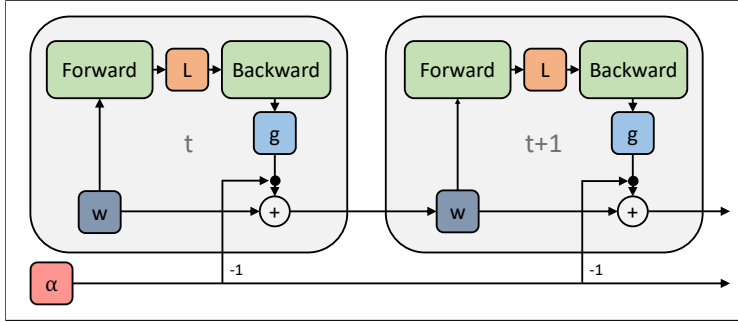 Forward L Backward Forward L Backward
g g
t t+1
w + w +
-1 -1
α